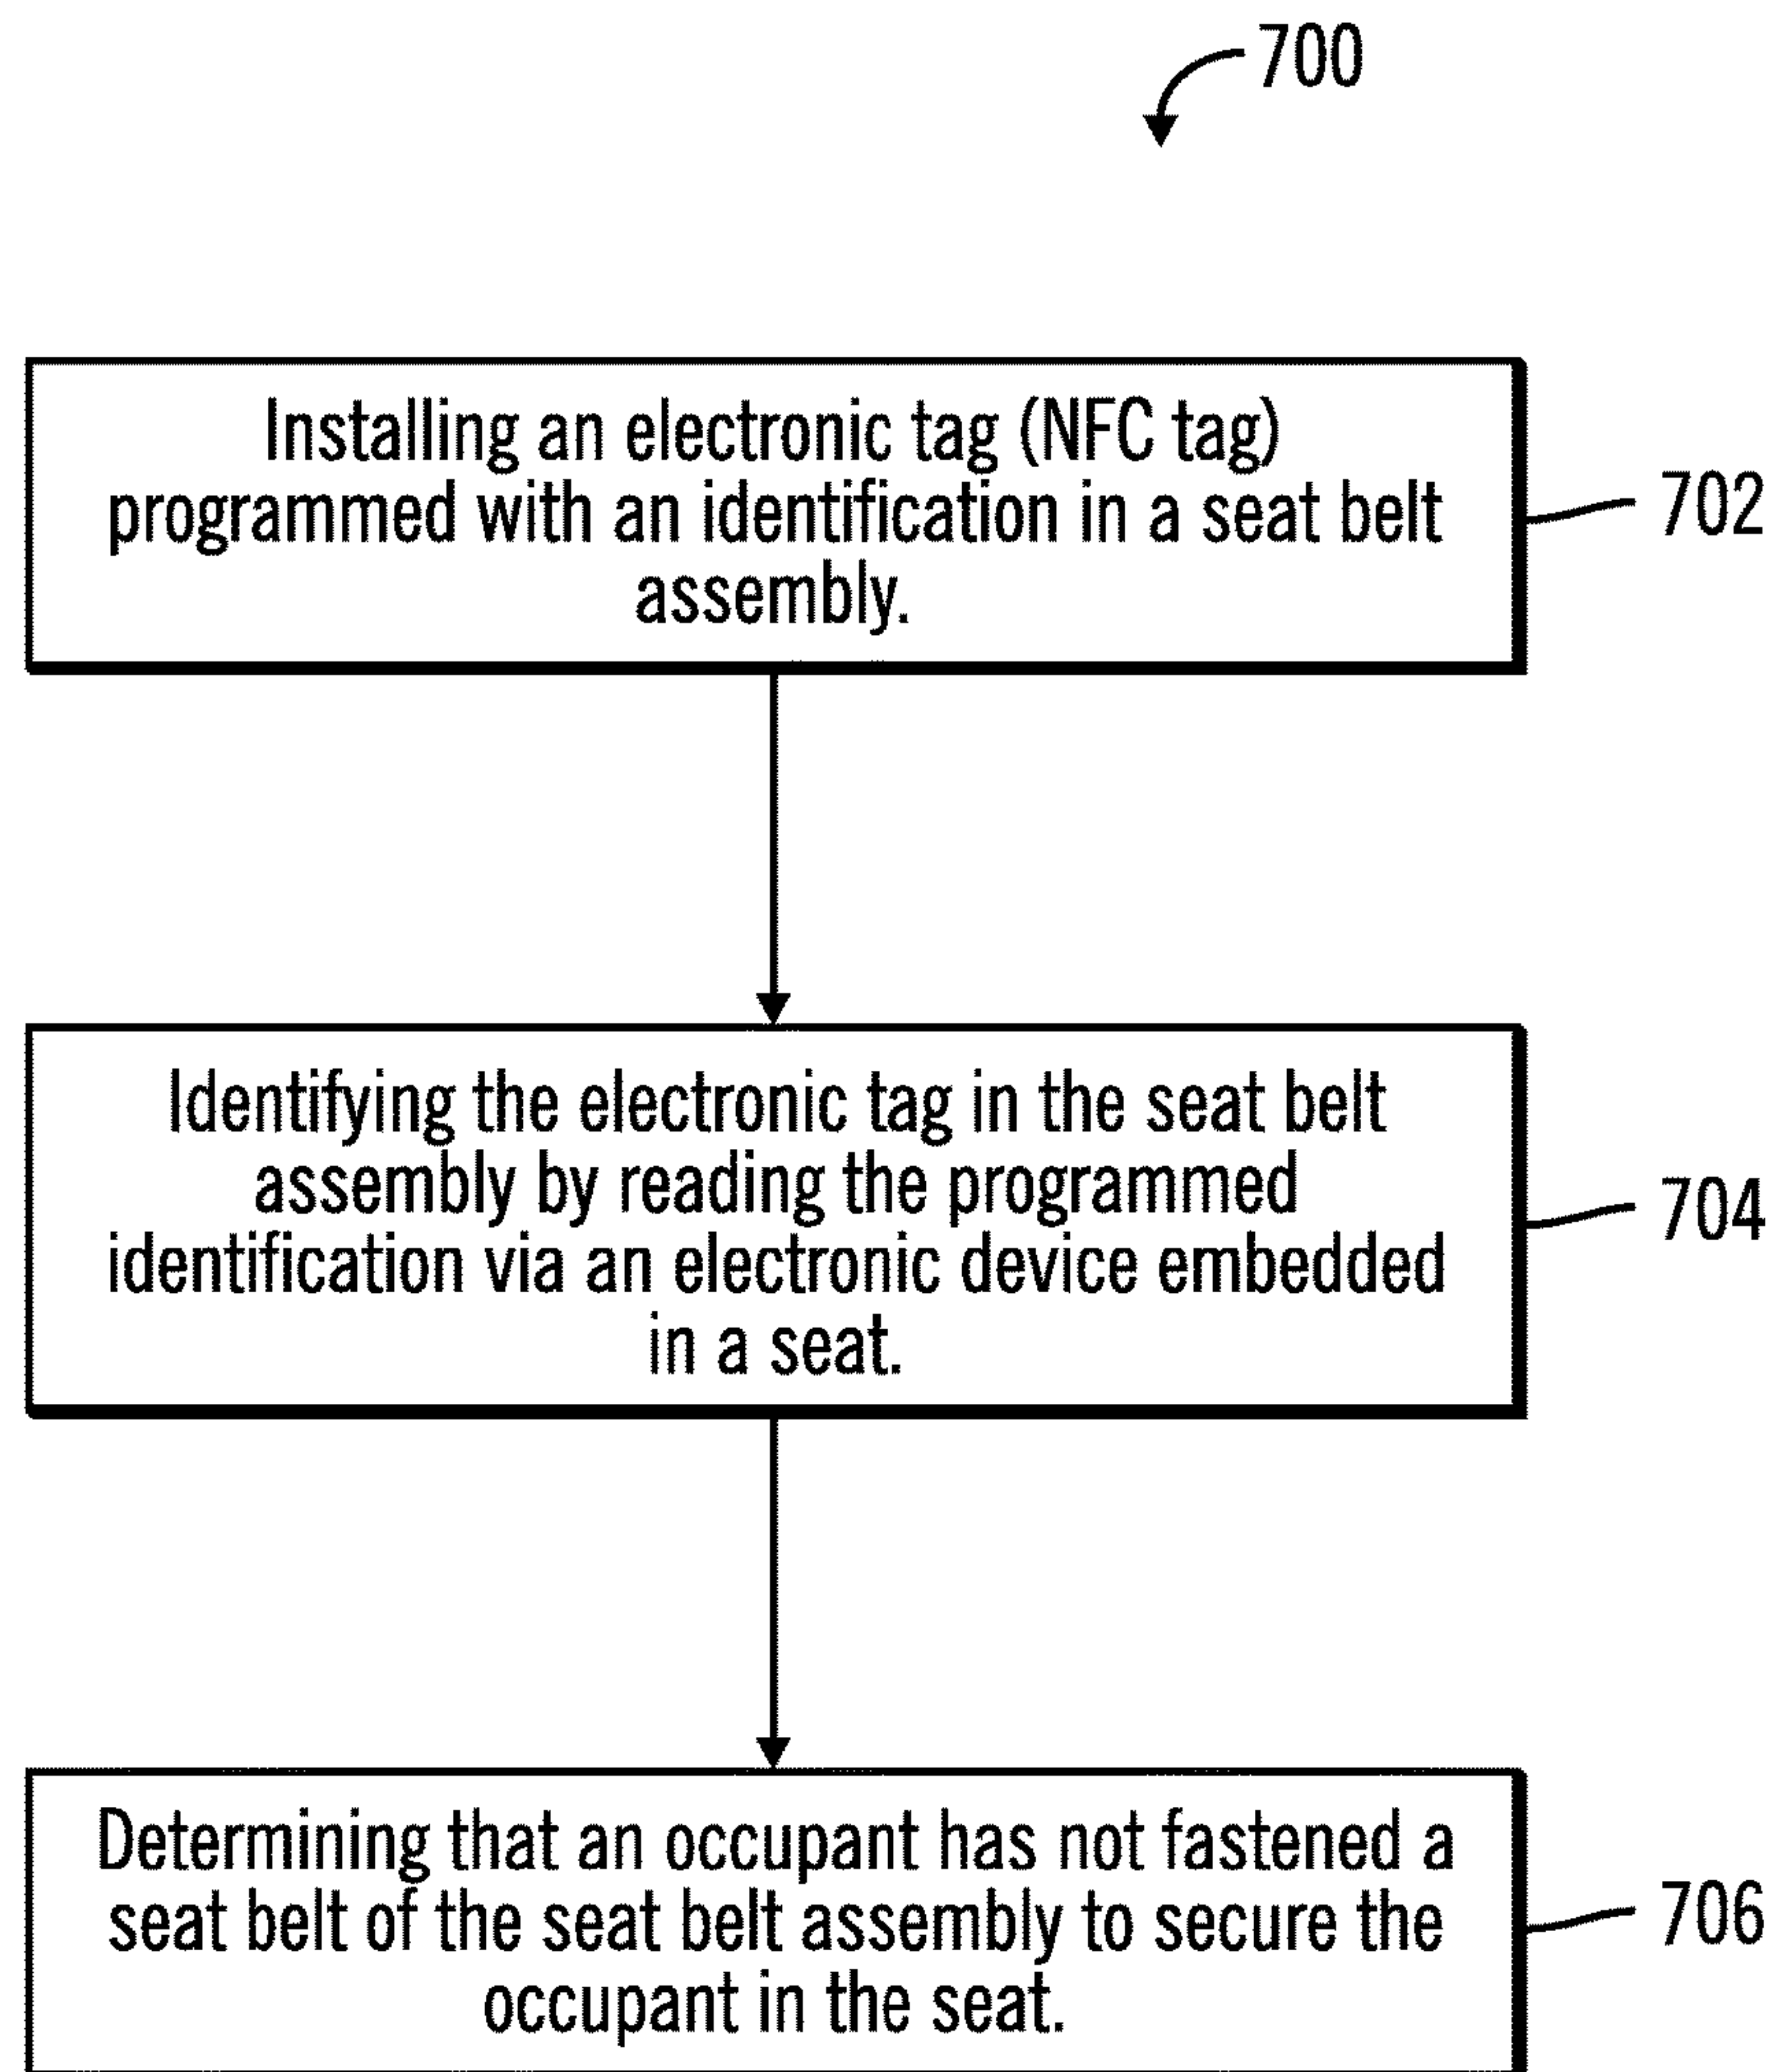 700
Installing an electronic tag (NFC tag)
programmed with an identification in a seat belt
assembly.
702
Identifying the electronic tag in the seat belt
assembly by reading the programmed
identification via an electronic device embedded
in a seat.
704
Determining that an occupant has not fastened a
seat belt of the seat belt assembly to secure the
occupant in the seat.
706